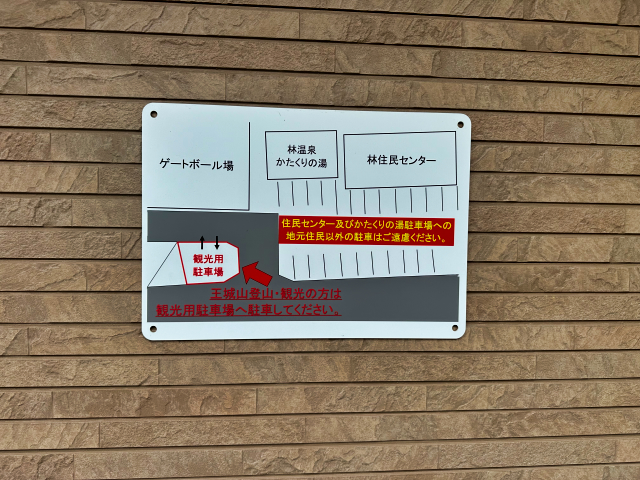 ゲートボール場
林温泉
かたくりの湯
林住民センター
住民センター及びかたくりの湯駐車場への
地元住民以外の駐車はご遠慮ください。
観光用
駐車場
王城山登山・観光の方は
観光用駐車場へ駐車してください。